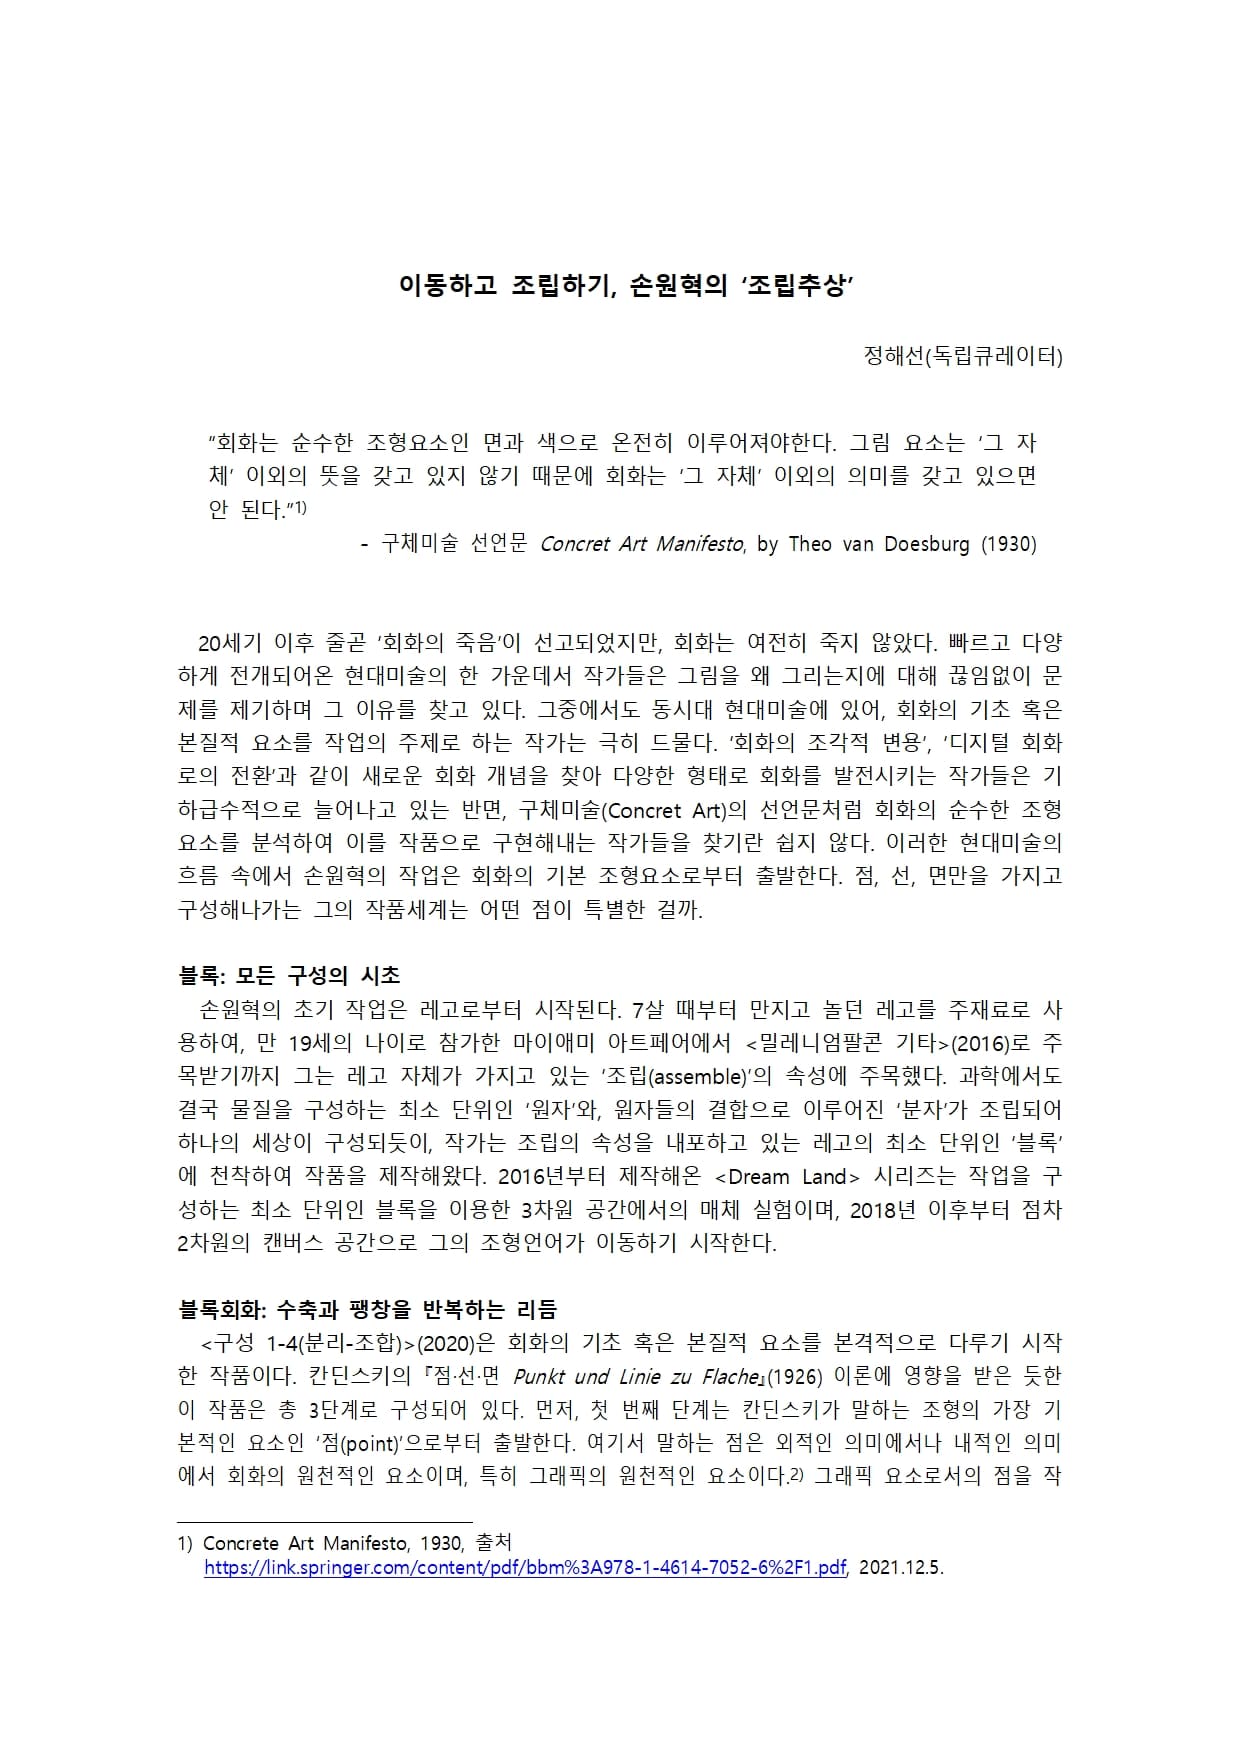 이동하고 조립하기, 손원혁의 ‘조립추상’
정해선(독립큐레이터)
“회화는 순수한 조형요소인 면과 색으로 온전히 이루어져야한다. 그림 요소는 ‘그 자
체’ 이외의 뜻을 갖고 있지 않기 때문에 회화는 ‘그 자체’ 이외의 의미를 갖고 있으면
안 된다.”1)
- 구체미술 선언문 Concret Art Manifesto, by Theo van Doesburg (1930)
20세기 이후 줄곧 ‘회화의 죽음’이 선고되었지만, 회화는 여전히 죽지 않았다. 빠르고 다양
하게 전개되어온 현대미술의 한 가운데서 작가들은 그림을 왜 그리는지에 대해 끊임없이 문
제를 제기하며 그 이유를 찾고 있다. 그중에서도 동시대 현대미술에 있어, 회화의 기초 혹은
본질적 요소를 작업의 주제로 하는 작가는 극히 드물다. ‘회화의 조각적 변용’, ‘디지털 회화
로의 전환’과 같이 새로운 회화 개념을 찾아 다양한 형태로 회화를 발전시키는 작가들은 기
하급수적으로 늘어나고 있는 반면, 구체미술(Concret Art)의 선언문처럼 회화의 순수한 조형
요소를 분석하여 이를 작품으로 구현해내는 작가들을 찾기란 쉽지 않다. 이러한 현대미술의
흐름 속에서 손원혁의 작업은 회화의 기본 조형요소로부터 출발한다. 점, 선, 면만을 가지고
구성해나가는 그의 작품세계는 어떤 점이 특별한 걸까.
블록: 모든 구성의 시초
손원혁의 초기 작업은 레고로부터 시작된다. 7살 때부터 만지고 놀던 레고를 주재료로 사
용하여, 만 19세의 나이로 참가한 마이애미 아트페어에서 <밀레니엄팔콘 기타>(2016)로 주
목받기까지 그는 레고 자체가 가지고 있는 ‘조립(assemble)’의 속성에 주목했다. 과학에서도
결국 물질을 구성하는 최소 단위인 ‘원자’와, 원자들의 결합으로 이루어진 ‘분자’가 조립되어
하나의 세상이 구성되듯이, 작가는 조립의 속성을 내포하고 있는 레고의 최소 단위인 ‘블록’
에 천착하여 작품을 제작해왔다. 2016년부터 제작해온 <Dream Land> 시리즈는 작업을 구
성하는 최소 단위인 블록을 이용한 3차원 공간에서의 매체 실험이며, 2018년 이후부터 점차
2차원의 캔버스 공간으로 그의 조형언어가 이동하기 시작한다.
블록회화: 수축과 팽창을 반복하는 리듬
<구성 1-4(분리-조합)>(2020)은 회화의 기초 혹은 본질적 요소를 본격적으로 다루기 시작
한 작품이다. 칸딘스키의 『점·선·면 Punkt und Linie zu Flache』(1926) 이론에 영향을 받은 듯한
이 작품은 총 3단계로 구성되어 있다. 먼저, 첫 번째 단계는 칸딘스키가 말하는 조형의 가장 기
본적인 요소인 ‘점(point)’으로부터 출발한다. 여기서 말하는 점은 외적인 의미에서나 내적인 의미
에서 회화의 원천적인 요소이며, 특히 그래픽의 원천적인 요소이다.2) 그래픽 요소로서의 점을 작
1) Concrete Art Manifesto, 1930, 출처
https://link.springer.com/content/pdf/bbm%3A978-1-4614-7052-6%2F1.pdf, 2021.12.5.